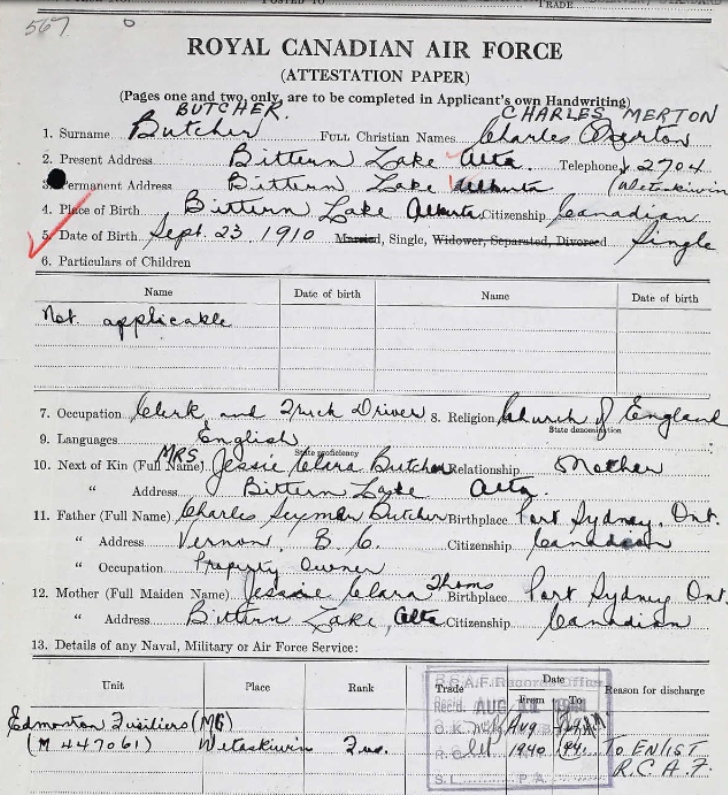 TRADE
567
ROYAL CANADIAN AIR FORCE
(ATTESTATION PAPER)
(Pages one and two, only, are to be completed in Applicant's own Handwriting)
BUTCHER. CHARLES MERTON
1. Surname Butcher FULL Christian Names Charles Merton
2. Present Address Bittern Lake Alta. Telephone 2704
3. Permanent Address Bittern Lake Alberta (Wetaskiwin
4. Place of Birth Bittern Lake Alberta Citizenship Canadian
5. Date of Birth Sept. 23 1910 Married, Single, Widower, Separated, Divorced Single
6. Particulars of Children
Name Date of birth Name Date of birth
Not applicable
7. Occupation Clerk and Truck Driver 8. Religion Church of England
State denomination
9. Languages English
State proficiency
10. Next of Kin (Full Name) MRS. Jessie Clara Butcher Relationship Mother
" Address Bittern Lake Alta.
11. Father (Full Name) Charles Seymour Butcher Birthplace Port Sydney, Ont.
" Address Vernon, B.C. Citizenship Canadian
" Occupation Property Owner
12. Mother (Full Maiden Name) Jessie Clara Thoms Birthplace Port Sydney Ont.
" Address Bittern Lake, Alta Citizenship Canadian
13. Details of any Naval, Military or Air Force Service:
Unit Place Rank Trade Date From To Reason for discharge
R.C.A.F. Records Office
Rec'd. AUG
Edmonton Fusiliers (MG) O.K. Aug
(M 447061) Wetaskiwin Fus. 1940 TO ENLIST
R.C.A.F.
S.L. P.A.